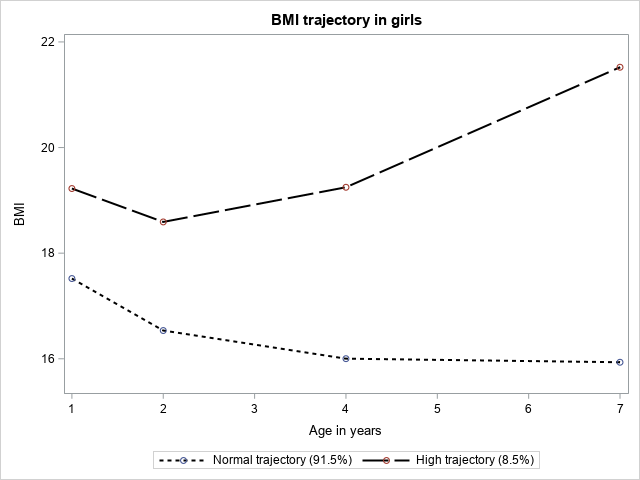 BMI trajectory in girls
22
20
18
16
BMI
1 2 3 4 5 6 7
Age in years
Normal trajectory (91.5%) High trajectory (8.5%)